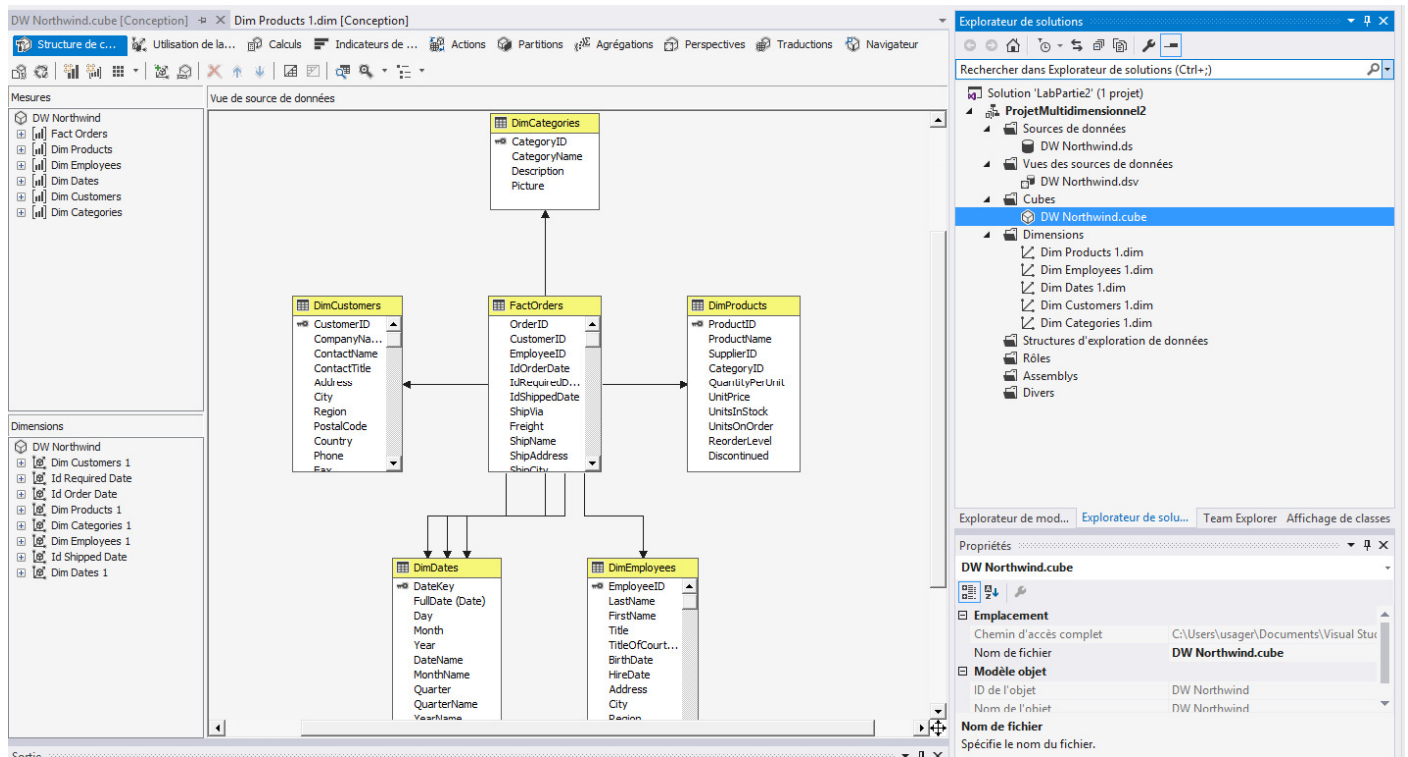 DW Northwind.cube [Conception] Dim Products 1.dim [Conception]
Structure de c... Utilisation de la... Calculs Indicateurs de ... Actions Partitions Agrégations Perspectives Traductions Navigateur
Mesures
DW Northwind
Fact Orders
Dim Products
Dim Employees
Dim Dates
Dim Customers
Dim Categories
Dimensions
DW Northwind
Dim Customers 1
Id Required Date
Id Order Date
Dim Products 1
Dim Categories 1
Dim Employees 1
Id Shipped Date
Dim Dates 1
Vue de source de données
DimCategories
CategoryID
CategoryName
Description
Picture
DimCustomers
CustomerID
CompanyNa...
ContactName
ContactTitle
Address
City
Region
PostalCode
Country
Phone
Fax
FactOrders
OrderID
CustomerID
EmployeeID
IdOrderDate
IdRequiredD...
IdShippedDate
ShipVia
Freight
ShipName
ShipAddress
ShipCity
DimProducts
ProductID
ProductName
SupplierID
CategoryID
QuantityPerUnit
UnitPrice
UnitsInStock
UnitsOnOrder
ReorderLevel
Discontinued
DimDates
DateKey
FullDate (Date)
Day
Month
Year
DateName
MonthName
Quarter
QuarterName
YearName
DimEmployees
EmployeeID
LastName
FirstName
Title
TitleOfCourt...
BirthDate
HireDate
Address
City
Region
Sortie
Explorateur de solutions
Rechercher dans Explorateur de solutions (Ctrl+;)
Solution 'LabPartie2' (1 projet)
ProjetMultidimensionnel2
Sources de données
DW Northwind.ds
Vues des sources de données
DW Northwind.dsv
Cubes
DW Northwind.cube
Dimensions
Dim Products 1.dim
Dim Employees 1.dim
Dim Dates 1.dim
Dim Customers 1.dim
Dim Categories 1.dim
Structures d'exploration de données
Rôles
Assemblys
Divers
Explorateur de mod... Explorateur de solu... Team Explorer Affichage de classes
Propriétés
DW Northwind.cube
Emplacement
Chemin d'accès complet C:\Users\usager\Documents\Visual Stuc
Nom de fichier DW Northwind.cube
Modèle objet
ID de l'objet DW Northwind
Nom de l'objet DW Northwind
Nom de fichier
Spécifie le nom du fichier.